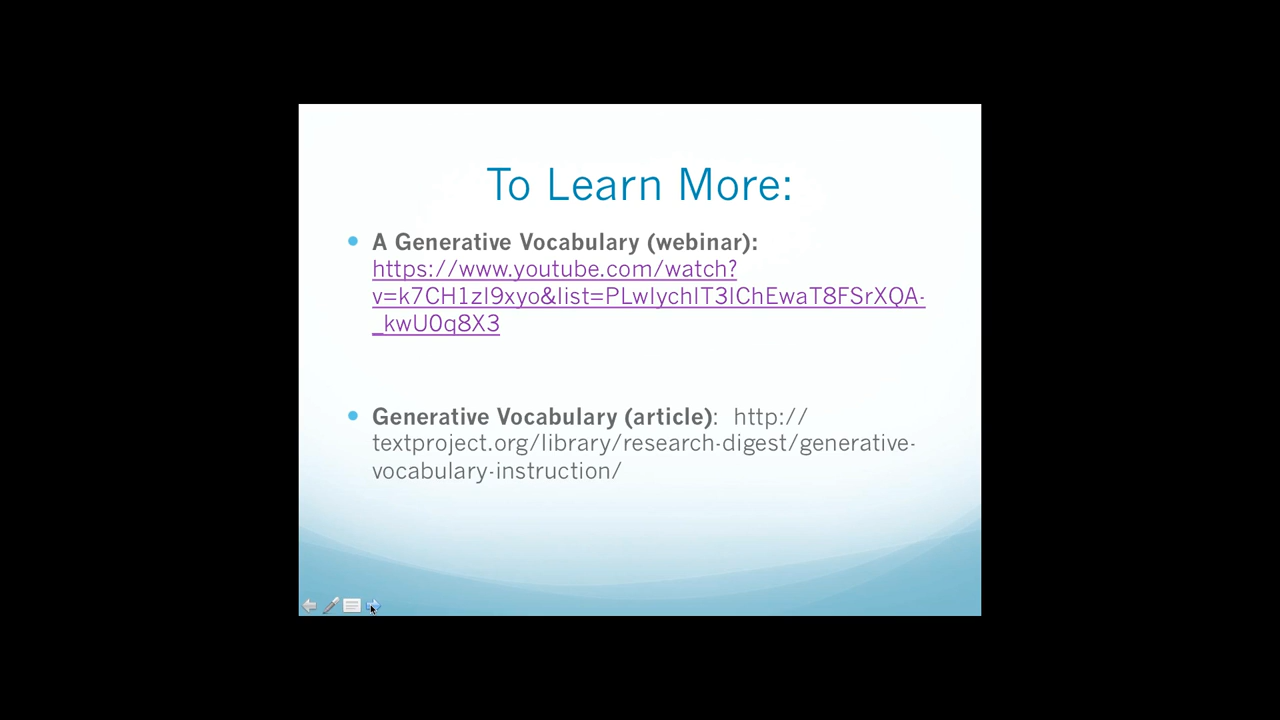 To Learn More:
A Generative Vocabulary (webinar):
https://www.youtube.com/watch?
v=k7CH1zI9xyo&list=PLwIychIT3IChEwaT8FSrXQA-
_kwU0q8X3
Generative Vocabulary (article):  http://
textproject.org/library/research-digest/generative-
vocabulary-instruction/